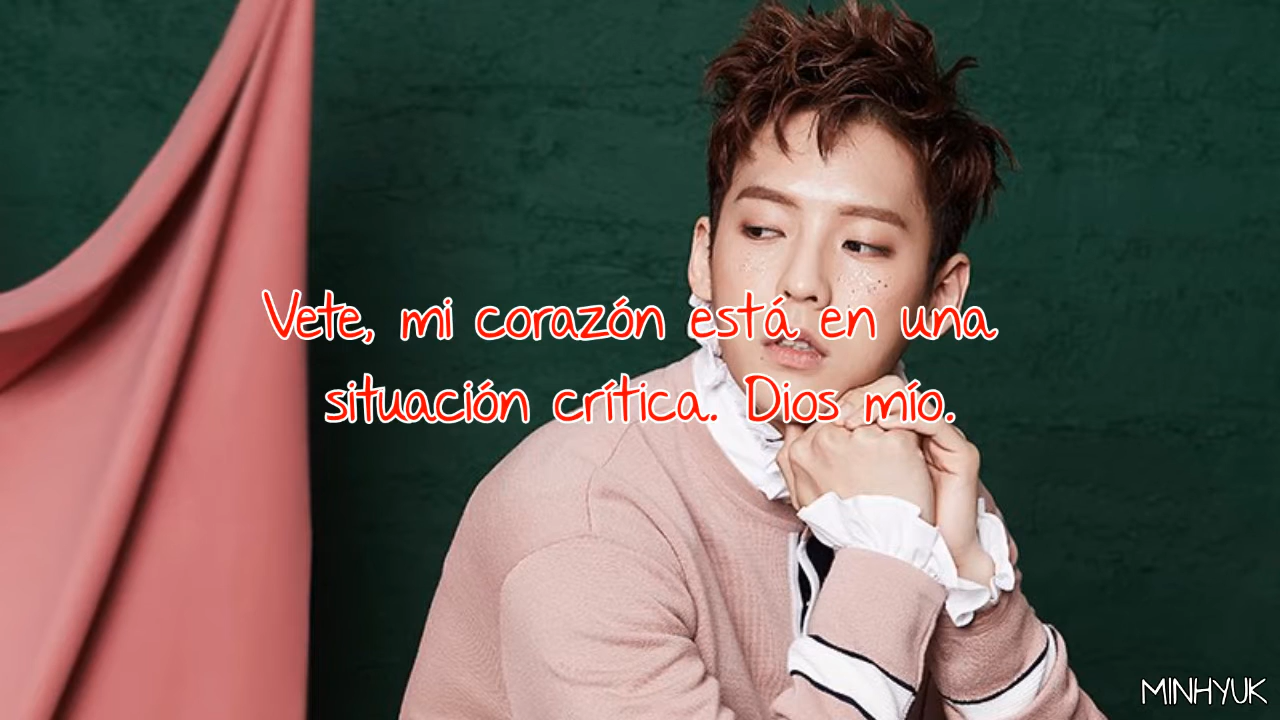 Vete, mi corazón está en una
situación crítica. Dios mío.
MINHYUK